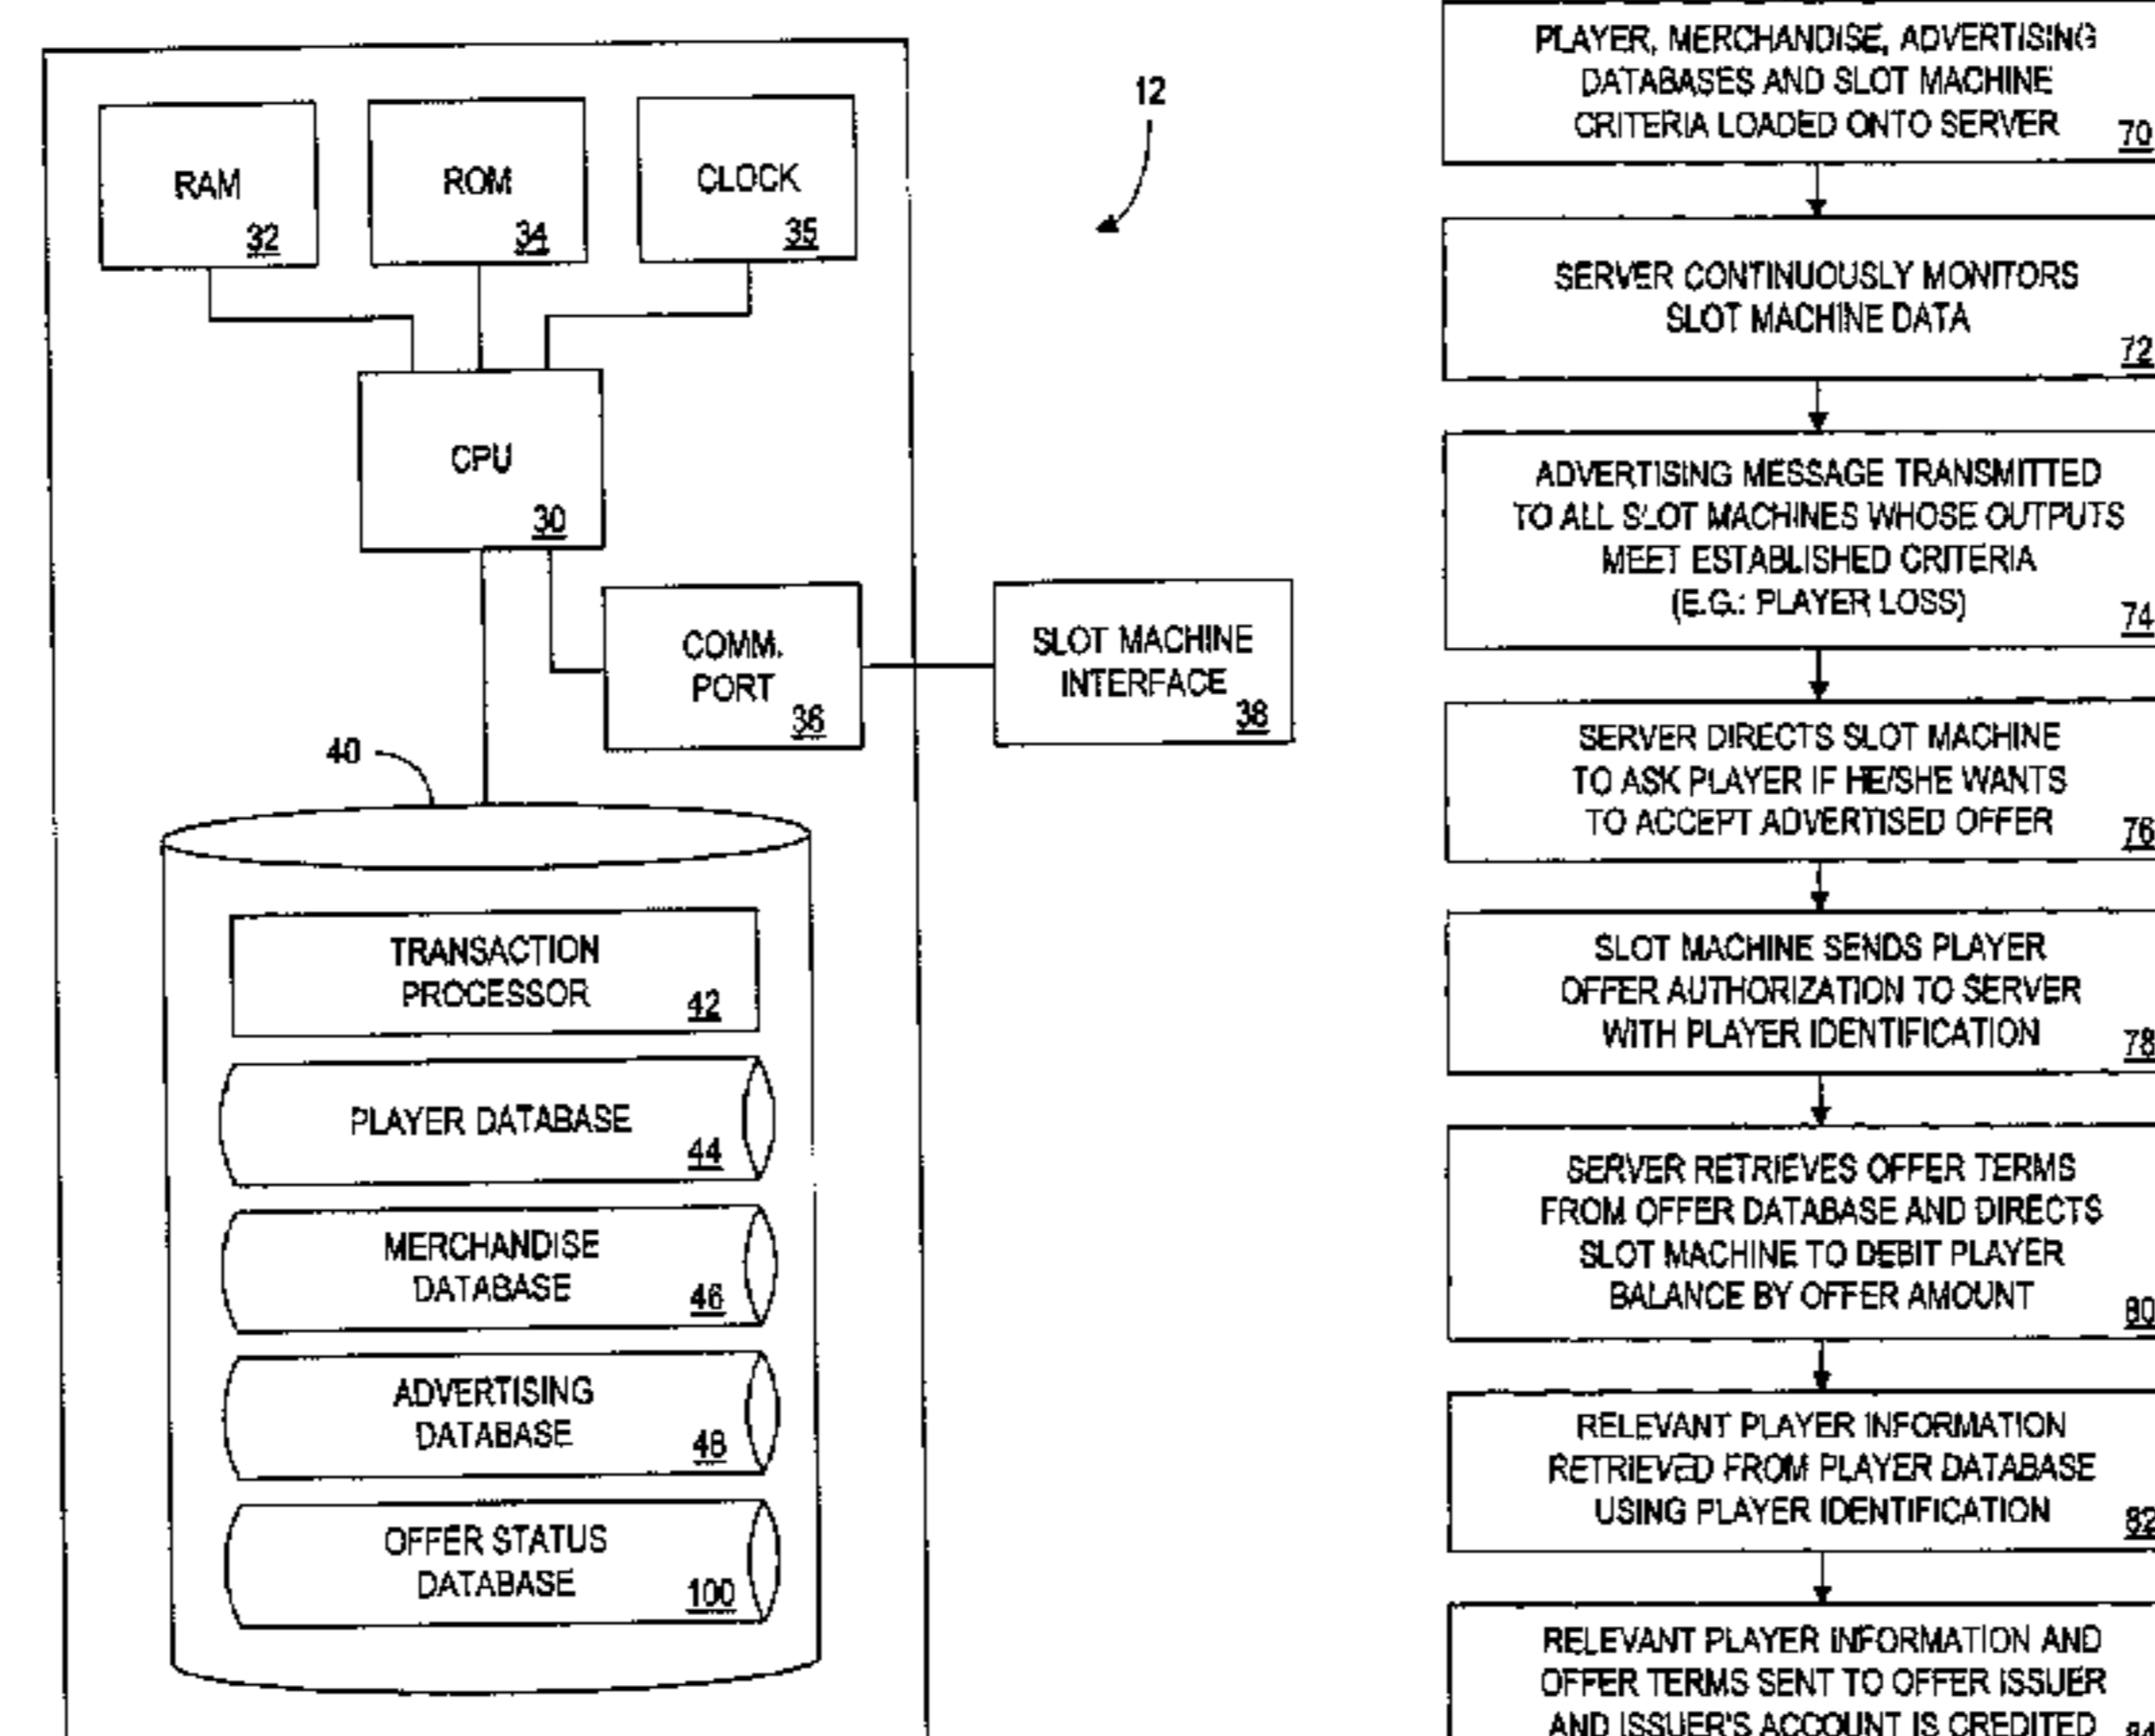 RAM
32
ROM
34
CLOCK
35
12
CPU
30
COMM.
PORT
36
SLOT MACHINE
INTERFACE
38
40
TRANSACTION
PROCESSOR
42
PLAYER DATABASE
44
MERCHANDISE
DATABASE
46
ADVERTISING
DATABASE
48
OFFER STATUS
DATABASE
100
PLAYER, MERCHANDISE, ADVERTISING
DATABASES AND SLOT MACHINE
CRITERIA LOADED ONTO SERVER
70
SERVER CONTINUOUSLY MONITORS
SLOT MACHINE DATA
72
ADVERTISING MESSAGE TRANSMITTED
TO ALL SLOT MACHINES WHOSE OUTPUTS
MEET ESTABLISHED CRITERIA
(E.G.: PLAYER LOSS)
74
SERVER DIRECTS SLOT MACHINE
TO ASK PLAYER IF HE/SHE WANTS
TO ACCEPT ADVERTISED OFFER
76
SLOT MACHINE SENDS PLAYER
OFFER AUTHORIZATION TO SERVER
WITH PLAYER IDENTIFICATION
78
SERVER RETRIEVES OFFER TERMS
FROM OFFER DATABASE AND DIRECTS
SLOT MACHINE TO DEBIT PLAYER
BALANCE BY OFFER AMOUNT
80
RELEVANT PLAYER INFORMATION
RETRIEVED FROM PLAYER DATABASE
USING PLAYER IDENTIFICATION
82
RELEVANT PLAYER INFORMATION AND
OFFER TERMS SENT TO OFFER ISSUER
AND ISSUER'S ACCOUNT IS CREDITED